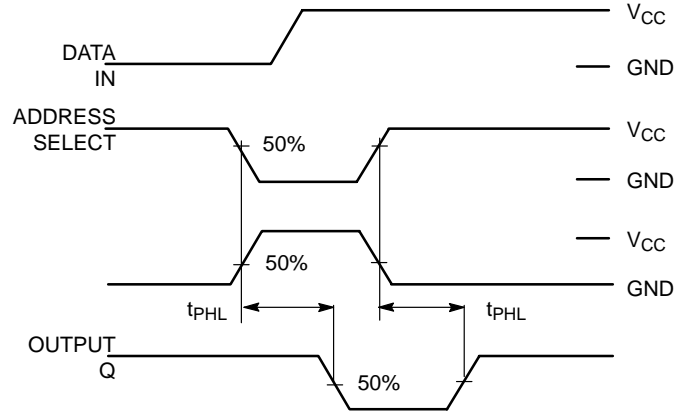 V_CC
DATA
IN
GND
ADDRESS
SELECT
V_CC
50%
GND
V_CC
50%
GND
t_PHL
t_PHL
OUTPUT
Q
50%